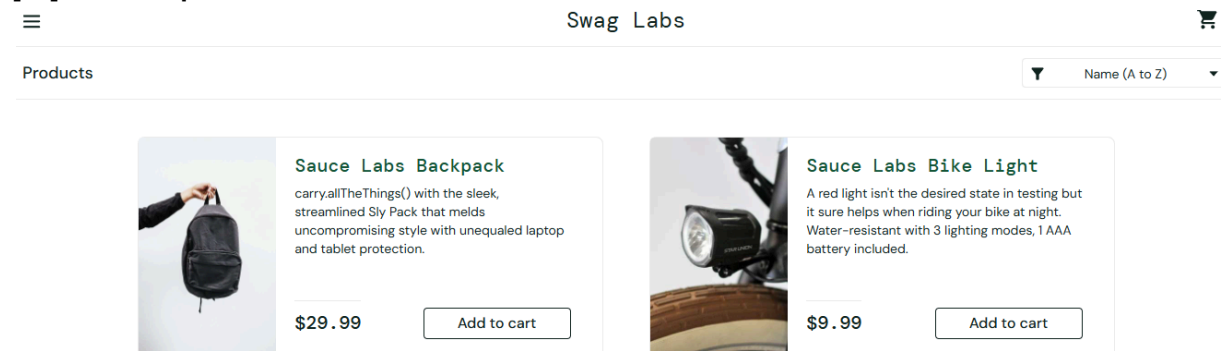 Swag Labs
Products
Name (A to Z)
Sauce Labs Backpack
carry.allTheThings() with the sleek,
streamlined Sly Pack that melds
uncompromising style with unequaled laptop
and tablet protection.
$29.99
Add to cart
Sauce Labs Bike Light
A red light isn't the desired state in testing but
it sure helps when riding your bike at night.
Water-resistant with 3 lighting modes, 1 AAA
battery included.
$9.99
Add to cart